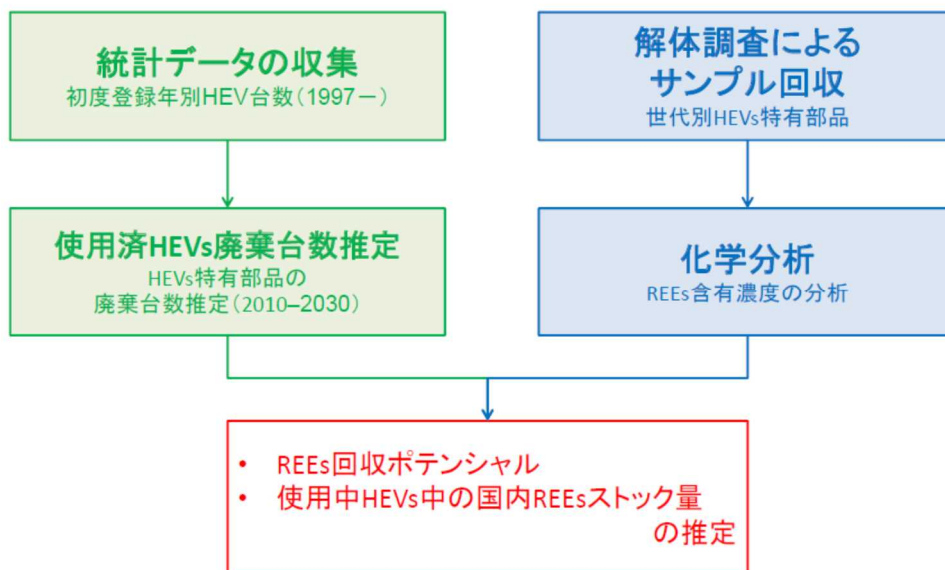 統計データの収集
初度登録年別HEV台数(1997－)
使用済HEVs廃棄台数推定
HEVs特有部品の
廃棄台数推定(2010–2030)
解体調査による
サンプル回収
世代別HEVs特有部品
化学分析
REEs含有濃度の分析
• REEs回収ポテンシャル
• 使用中HEVs中の国内REEsストック量
の推定